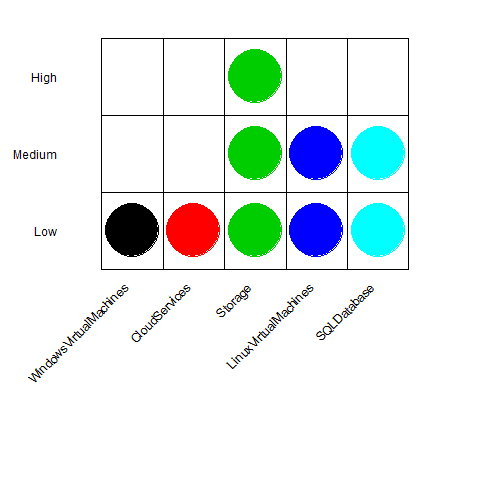 High
Medium
Low
WindowsVirtualMachines
CloudServices
Storage
LinuxVirtualMachines
SQLDatabase